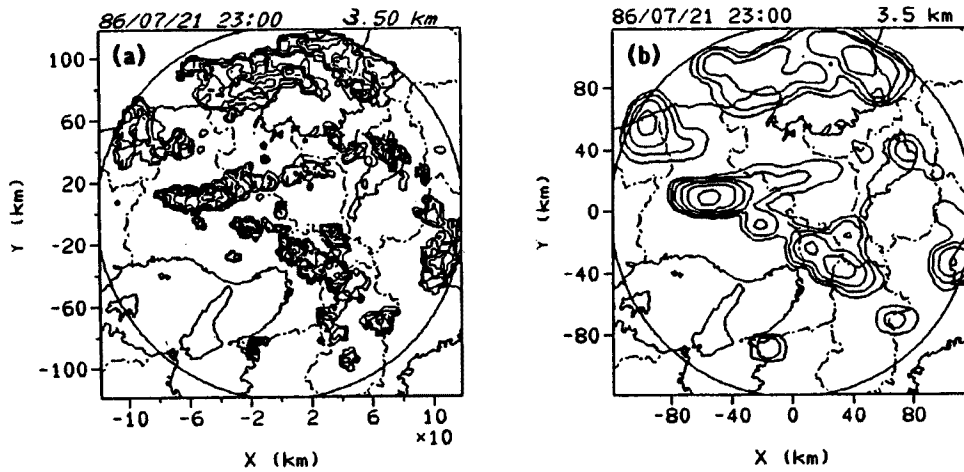 86/07/21 23:00 3.50 km
(a)
100
60
20
-20
-60
-100
Y (km)
-10 -6 -2 2 6 10
×10
X (km)
86/07/21 23:00 3.5 km
(b)
80
40
0
-40
-80
Y (km)
-80 -40 0 40 80
X (km)